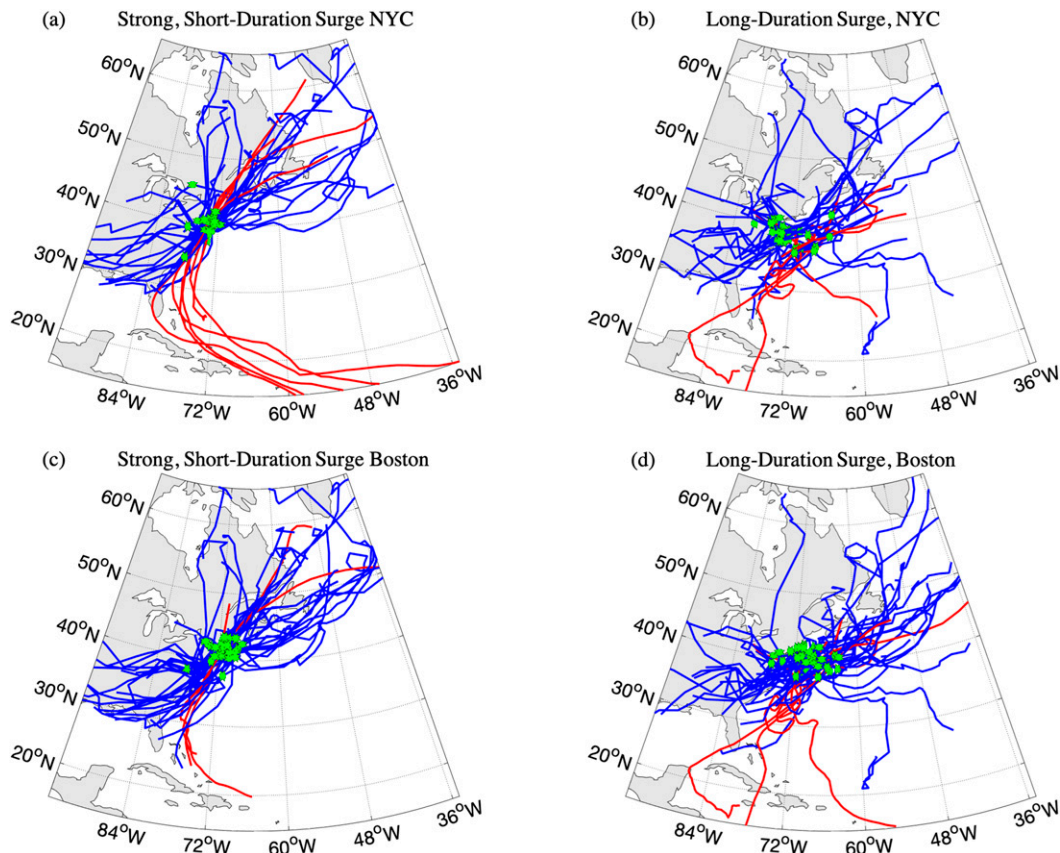 (a) Strong, Short-Duration Surge NYC
60°N
50°N
40°N
30°N
20°N
84°W
72°W
60°W
48°W
36°W
(b) Long-Duration Surge, NYC
60°N
50°N
40°N
30°N
20°N
84°W
72°W
60°W
48°W
36°W
(c) Strong, Short-Duration Surge Boston
60°N
50°N
40°N
30°N
20°N
84°W
72°W
60°W
48°W
36°W
(d) Long-Duration Surge, Boston
60°N
50°N
40°N
30°N
20°N
84°W
72°W
60°W
48°W
36°W